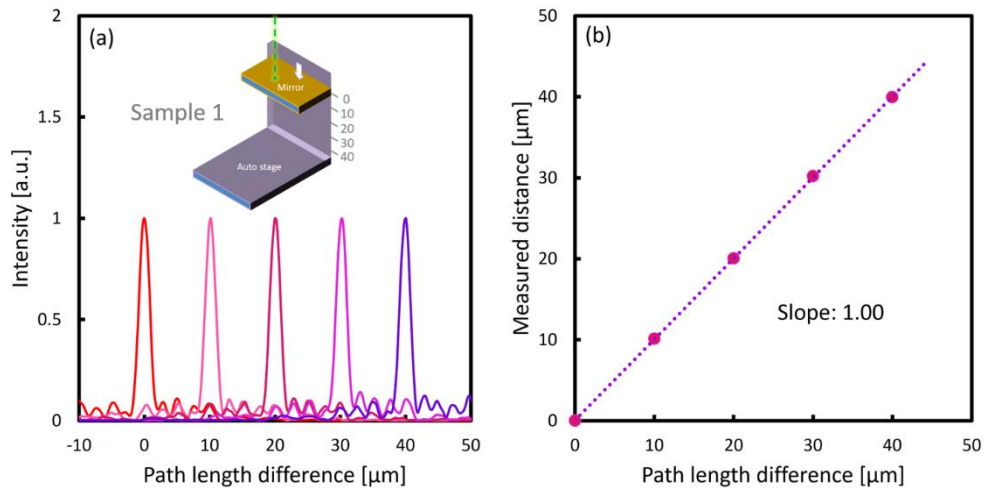 (a)
Sample 1
Mirror
0
10
20
30
40
Auto stage
2
1.5
1
0.5
0
Intensity [a.u.]
-10 0 10 20 30 40 50
Path length difference [μm]
(b)
50
40
30
20
10
0
Measured distance [μm]
Slope: 1.00
0 10 20 30 40 50
Path length difference [μm]